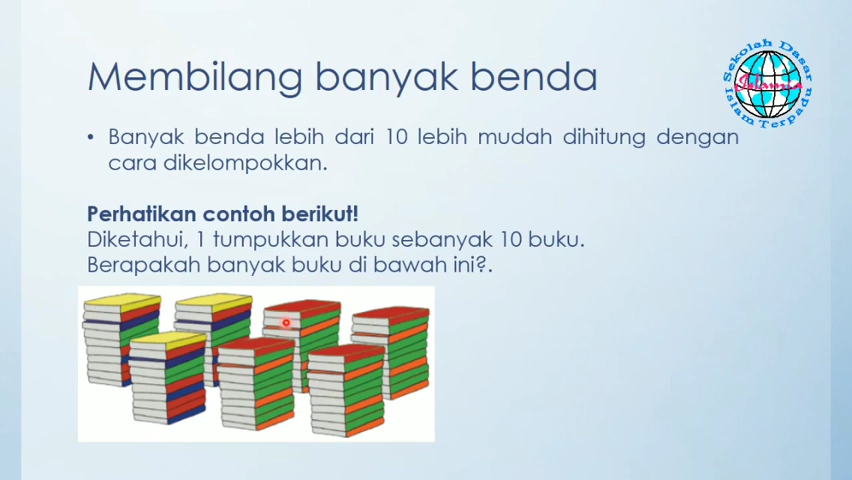 Membilang banyak benda
Sekolah Dasar
Islamia
Islam Terpadu
• Banyak benda lebih dari 10 lebih mudah dihitung dengan
cara dikelompokkan.
Perhatikan contoh berikut!
Diketahui, 1 tumpukkan buku sebanyak 10 buku.
Berapakah banyak buku di bawah ini?.